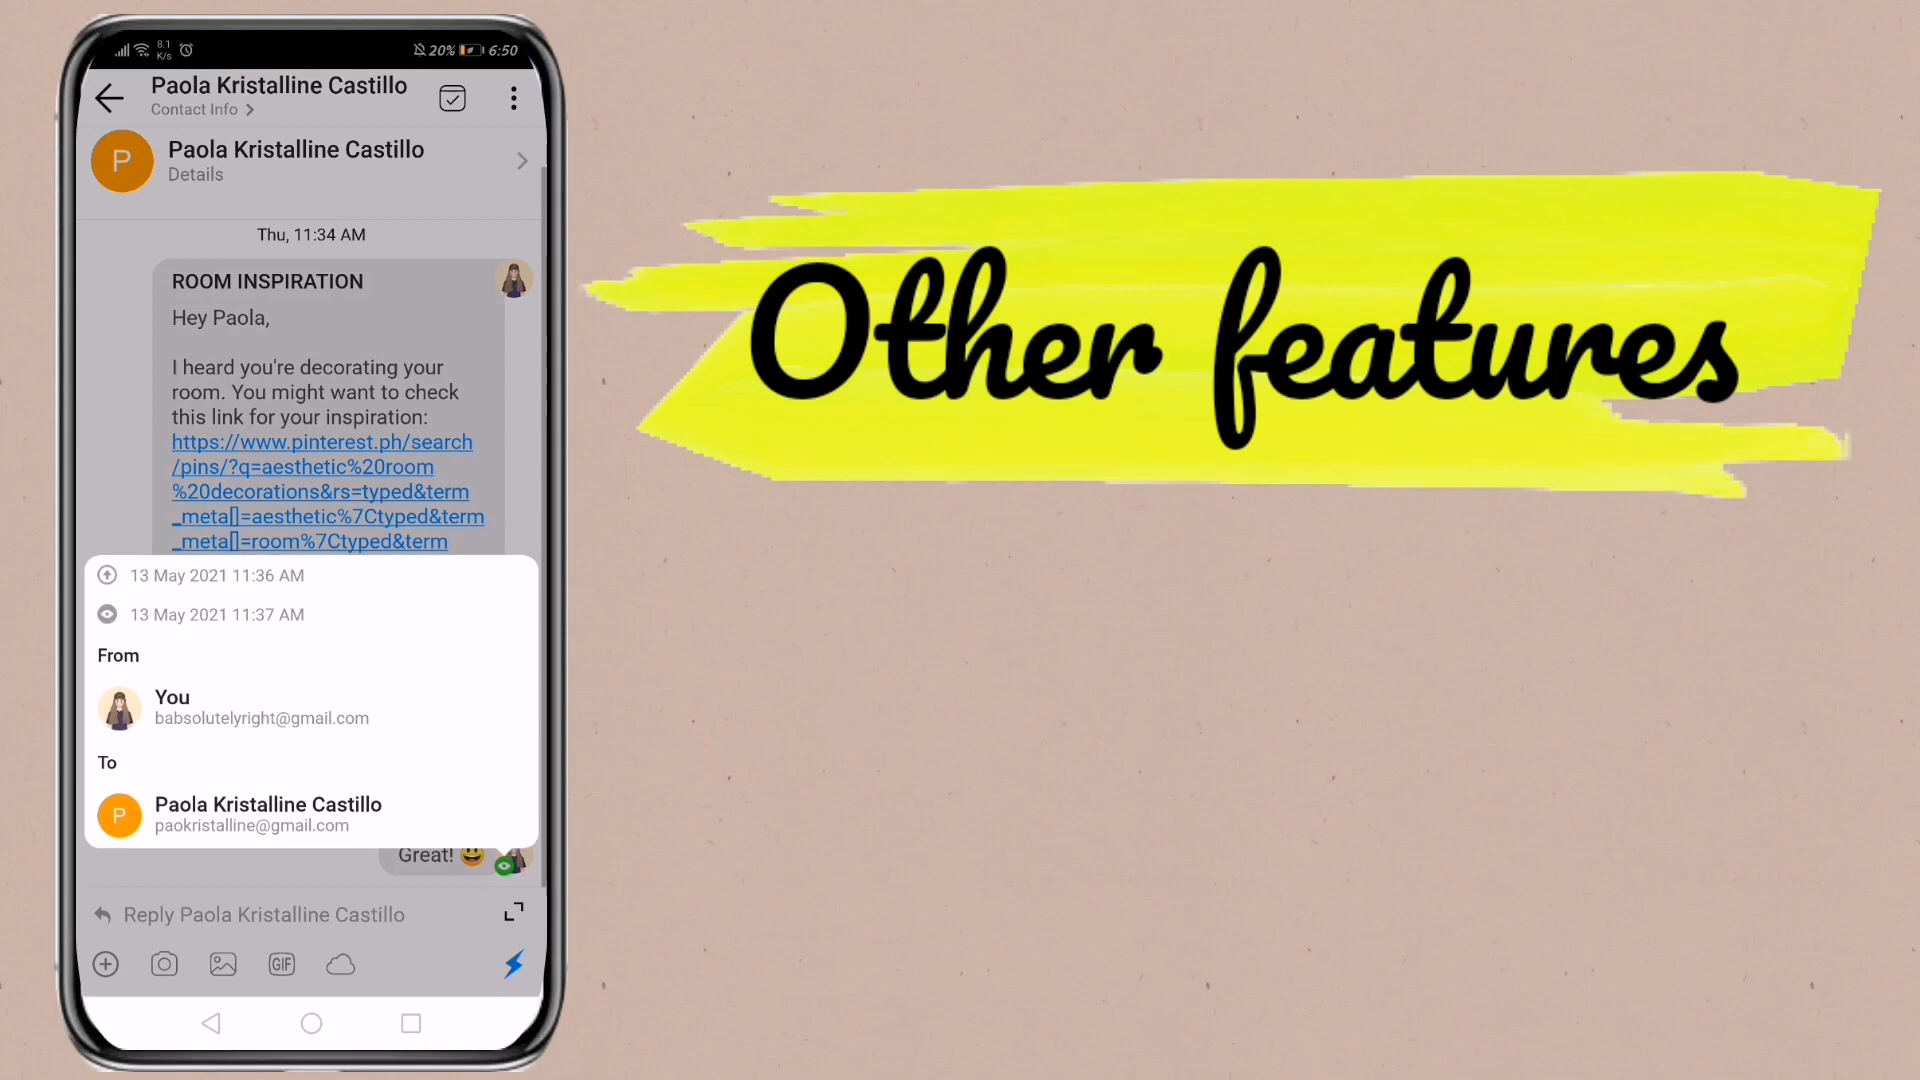 8.1
K/s
20%
6:50
Paola Kristalline Castillo
Contact Info
P
Paola Kristalline Castillo
Details
Thu, 11:34 AM
ROOM INSPIRATION
Hey Paola,
I heard you're decorating your
room. You might want to check
this link for your inspiration:
https://www.pinterest.ph/search
/pins/?q=aesthetic%20room
%20decorations&rs=typed&term
_meta[]=aesthetic%7Ctyped&term
_meta[]=room%7Ctyped&term
13 May 2021 11:36 AM
13 May 2021 11:37 AM
From
You
babsolutelyright@gmail.com
To
P
Paola Kristalline Castillo
paokristalline@gmail.com
Great! 😃
Reply Paola Kristalline Castillo
GIF
Other features